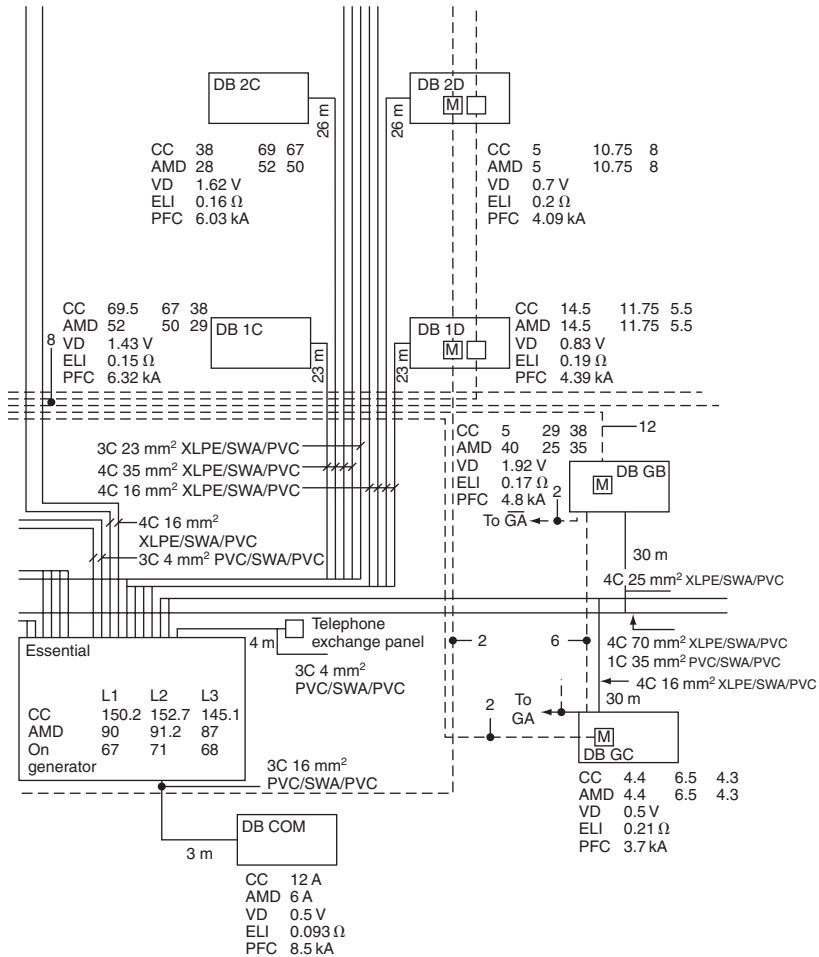 DB 2C
26 m
26 m
DB 2D
M
CC 38 69 67
AMD 28 52 50
VD 1.62 V
ELI 0.16 Ω
PFC 6.03 kA
CC 5 10.75 8
AMD 5 10.75 8
VD 0.7 V
ELI 0.2 Ω
PFC 4.09 kA
CC 69.5 67 38
AMD 52 50 29
VD 1.43 V
ELI 0.15 Ω
PFC 6.32 kA
8
DB 1C
23 m
23 m
DB 1D
M
CC 14.5 11.75 5.5
AMD 14.5 11.75 5.5
VD 0.83 V
ELI 0.19 Ω
PFC 4.39 kA
3C 23 mm² XLPE/SWA/PVC
4C 35 mm² XLPE/SWA/PVC
4C 16 mm² XLPE/SWA/PVC
CC 5 29 38
AMD 40 25 35
VD 1.92 V
ELI 0.17 Ω
PFC 4.8 kA
12
2
DB GB
M
To GA
4C 16 mm²
XLPE/SWA/PVC
3C 4 mm² PVC/SWA/PVC
30 m
4C 25 mm² XLPE/SWA/PVC
4 m
Telephone
exchange panel
3C 4 mm²
PVC/SWA/PVC
2
6
4C 70 mm² XLPE/SWA/PVC
1C 35 mm² PVC/SWA/PVC
4C 16 mm² XLPE/SWA/PVC
30 m
Essential
L1 L2 L3
CC 150.2 152.7 145.1
AMD 90 91.2 87
On 67 71 68
generator
2
To
GA
M
DB GC
3C 16 mm²
PVC/SWA/PVC
CC 4.4 6.5 4.3
AMD 4.4 6.5 4.3
VD 0.5 V
ELI 0.21 Ω
PFC 3.7 kA
3 m
DB COM
CC 12 A
AMD 6 A
VD 0.5 V
ELI 0.093 Ω
PFC 8.5 kA